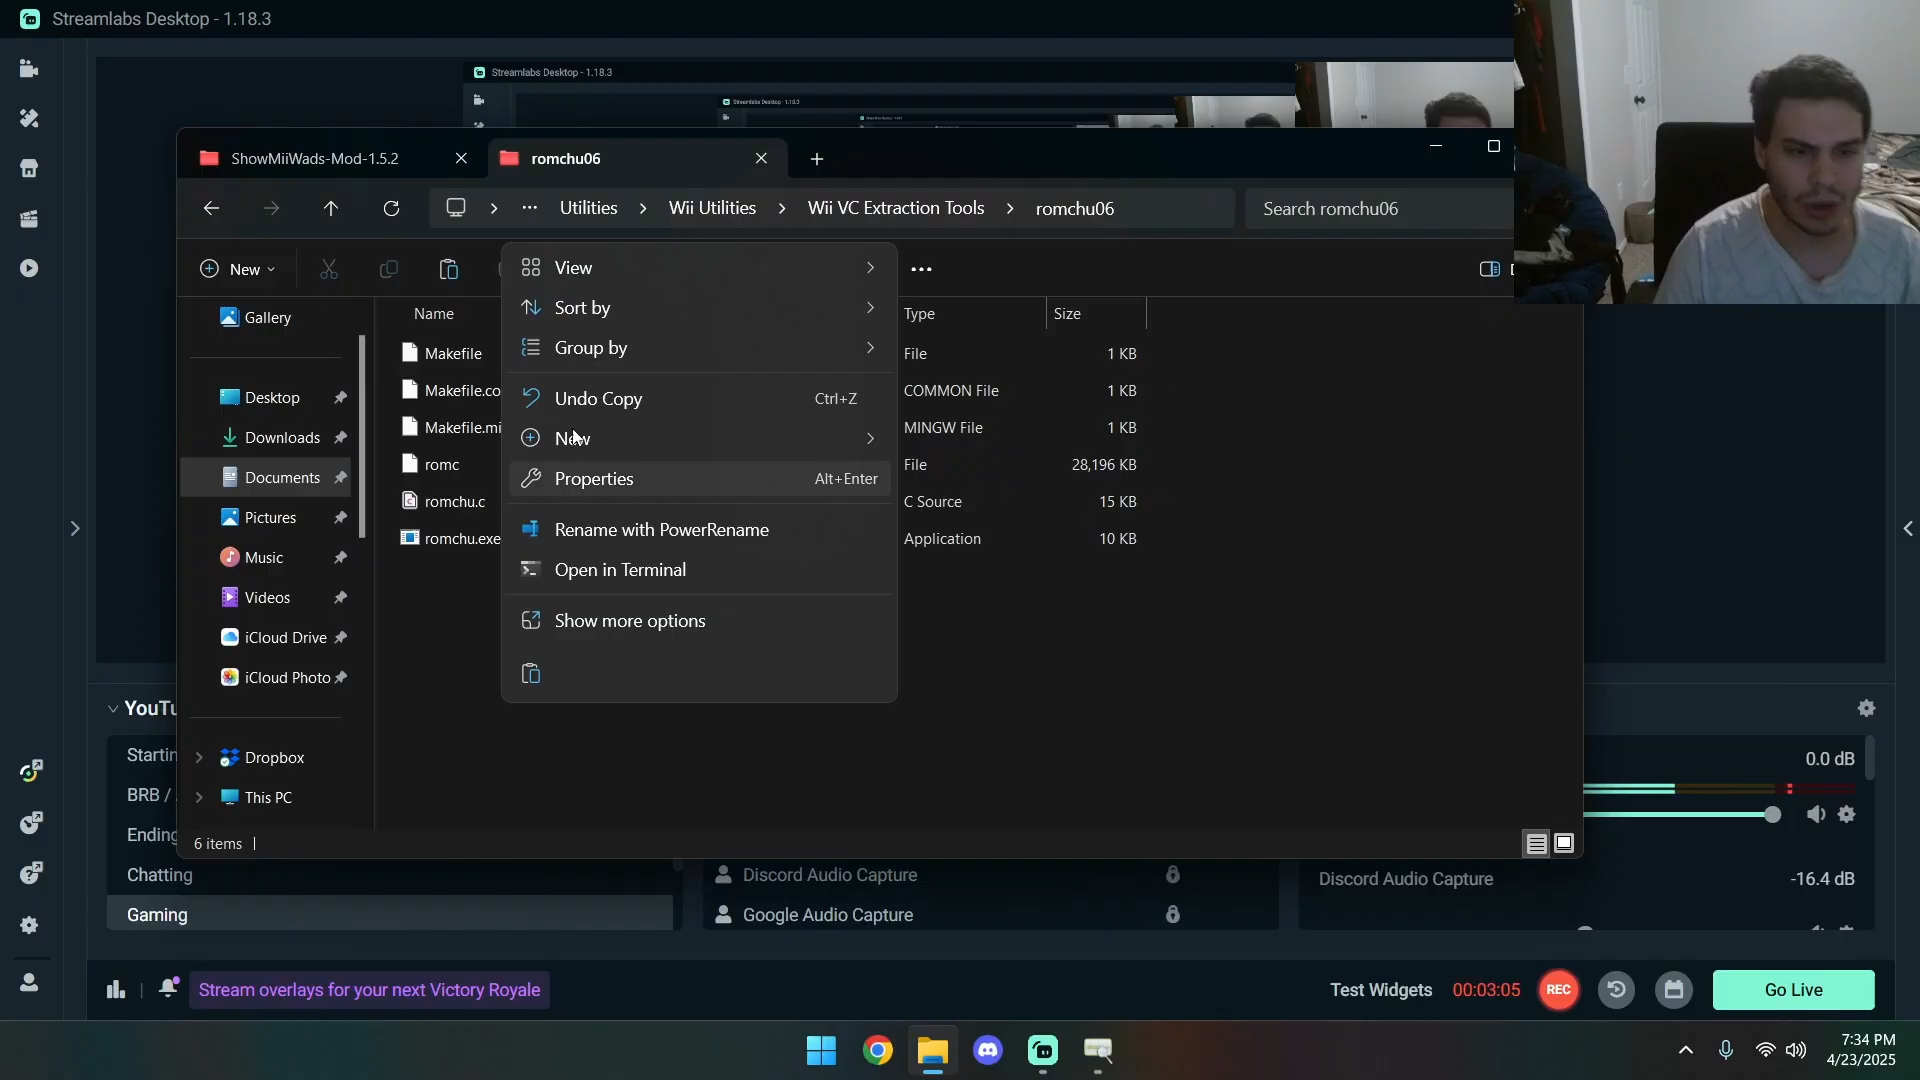 Streamlabs Desktop - 1.18.3
Streamlabs Desktop - 1.18.3
Streamlabs Desktop - 1.18.3
ShowMiiWads-Mod-1.5.2
romchu06
Utilities > Wii Utilities > Wii VC Extraction Tools > romchu06
Search romchu06
New
View
Sort by
Group by
Undo Copy Ctrl+Z
New
Properties Alt+Enter
Rename with PowerRename
Open in Terminal
Show more options
Gallery
Desktop
Downloads
Documents
Pictures
Music
Videos
iCloud Drive
iCloud Photo
Dropbox
This PC
Name Type Size
Makefile File 1 KB
Makefile.co COMMON File 1 KB
Makefile.mi MINGW File 1 KB
romc File 28,196 KB
romchu.c C Source 15 KB
romchu.exe Application 10 KB
6 items
YouTu
Startin
BRB /
Ending
Chatting
Gaming
Discord Audio Capture
Google Audio Capture
0.0 dB
Discord Audio Capture -16.4 dB
Stream overlays for your next Victory Royale
Test Widgets 00:03:05 REC Go Live
7:34 PM
4/23/2025